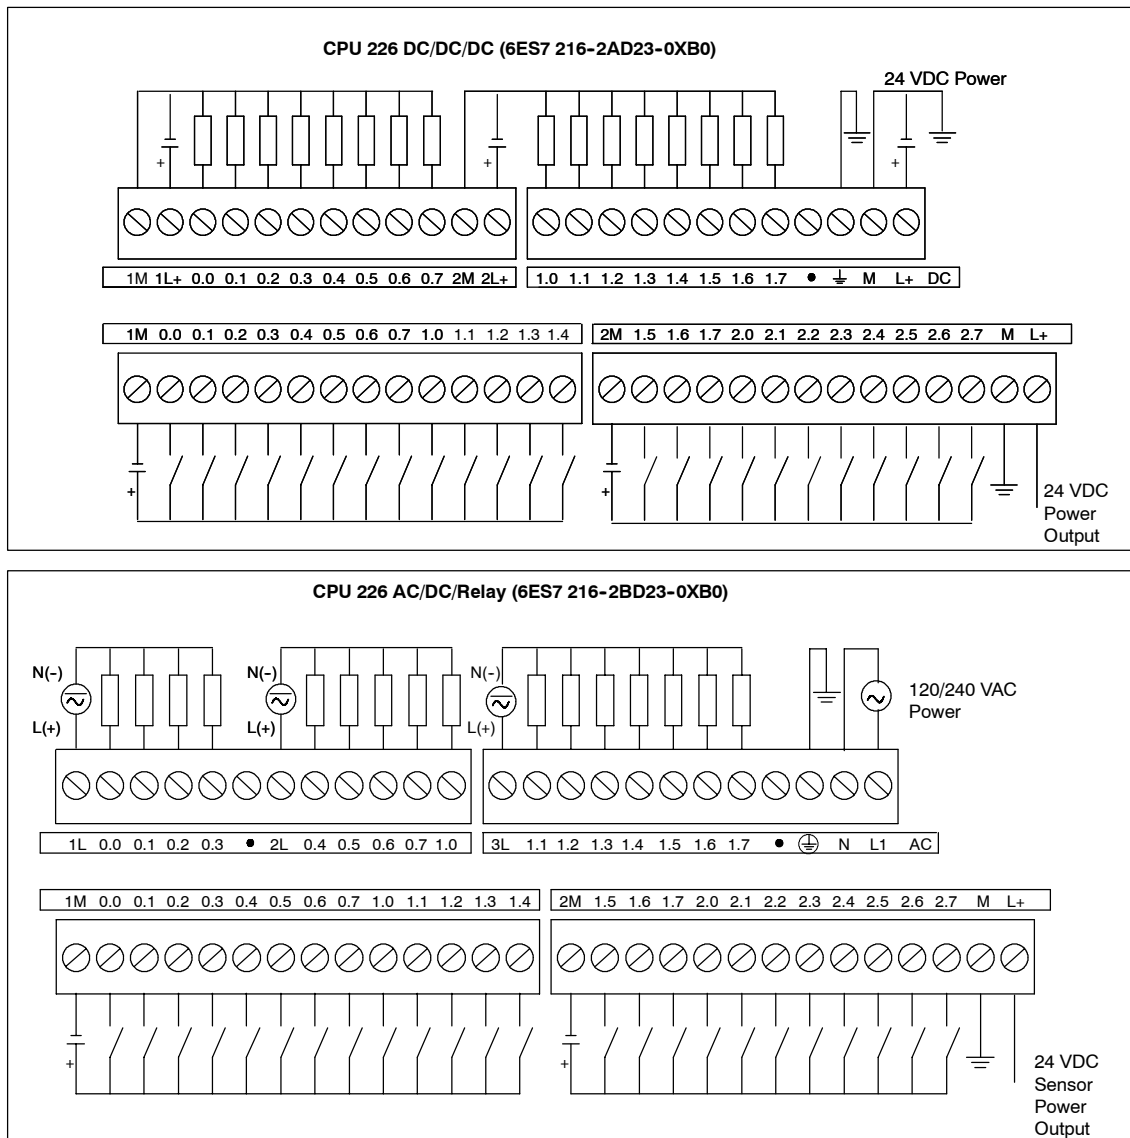 CPU 226 DC/DC/DC (6ES7 216-2AD23-0XB0)
24 VDC Power
+ + +
1M 1L+ 0.0 0.1 0.2 0.3 0.4 0.5 0.6 0.7 2M 2L+ 1.0 1.1 1.2 1.3 1.4 1.5 1.6 1.7 ● ⏚ M L+ DC
1M 0.0 0.1 0.2 0.3 0.4 0.5 0.6 0.7 1.0 1.1 1.2 1.3 1.4 2M 1.5 1.6 1.7 2.0 2.1 2.2 2.3 2.4 2.5 2.6 2.7 M L+
+ +
24 VDC
Power
Output
CPU 226 AC/DC/Relay (6ES7 216-2BD23-0XB0)
N(-) N(-) N(-)
120/240 VAC
Power
L(+) L(+) L(+)
1L 0.0 0.1 0.2 0.3 ● 2L 0.4 0.5 0.6 0.7 1.0 3L 1.1 1.2 1.3 1.4 1.5 1.6 1.7 ● ⏚ N L1 AC
1M 0.0 0.1 0.2 0.3 0.4 0.5 0.6 0.7 1.0 1.1 1.2 1.3 1.4 2M 1.5 1.6 1.7 2.0 2.1 2.2 2.3 2.4 2.5 2.6 2.7 M L+
+ +
24 VDC
Sensor
Power
Output